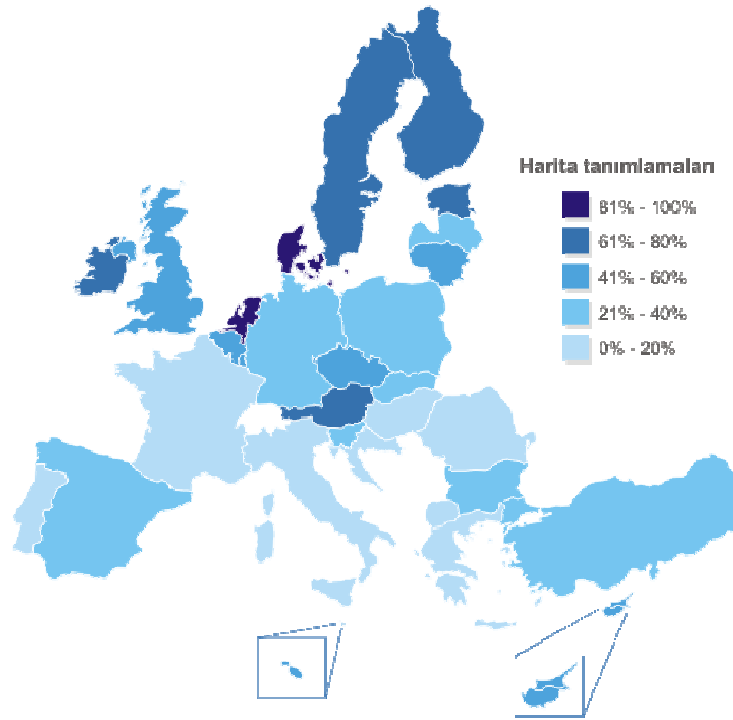 Harita tanımlamaları
81% - 100%
61% - 80%
41% - 60%
21% - 40%
0% - 20%